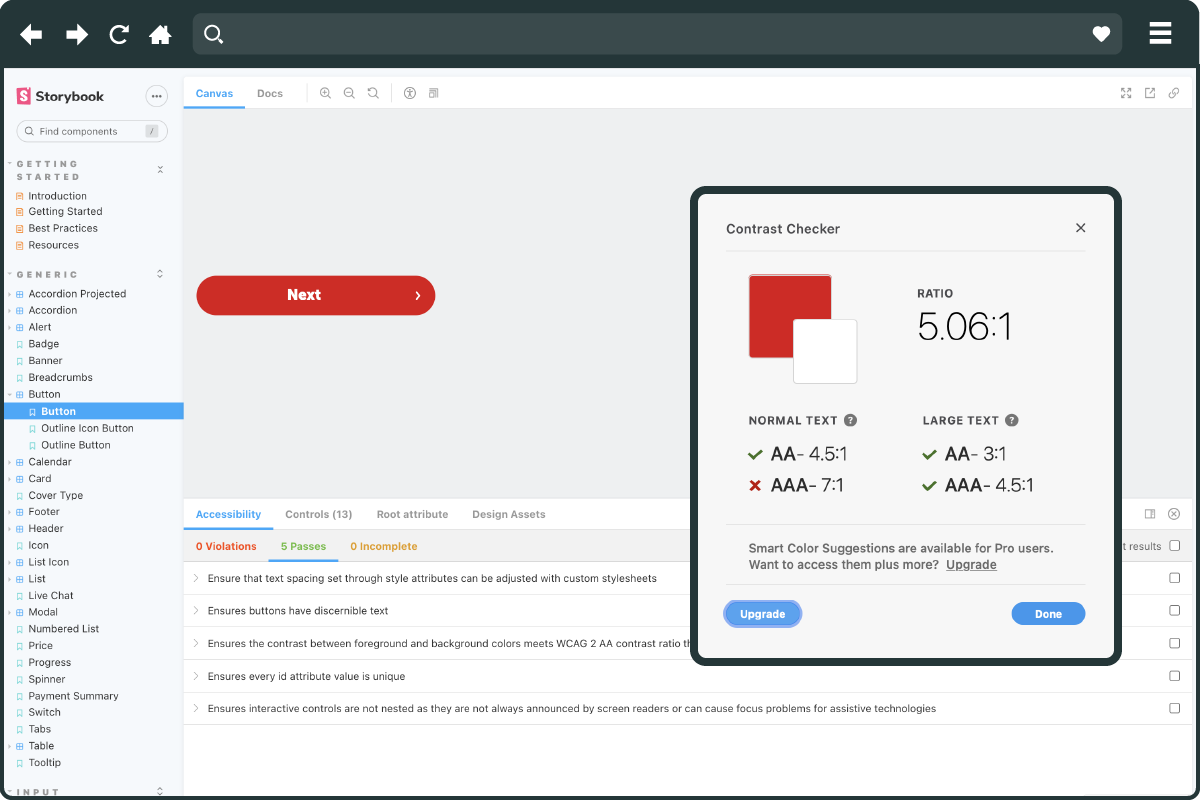 Storybook
Find components /
GETTING
STARTED
Introduction
Getting Started
Best Practices
Resources
GENERIC
Accordion Projected
Accordion
Alert
Badge
Banner
Breadcrumbs
Button
Button
Outline Icon Button
Outline Button
Calendar
Card
Cover Type
Footer
Header
Icon
List Icon
List
Live Chat
Modal
Numbered List
Price
Progress
Spinner
Payment Summary
Switch
Tabs
Table
Tooltip
INPUT
Canvas Docs
Next
Accessibility Controls (13) Root attribute Design Assets
0 Violations 5 Passes 0 Incomplete
results
Ensure that text spacing set through style attributes can be adjusted with custom stylesheets
Ensures buttons have discernible text
Ensures the contrast between foreground and background colors meets WCAG 2 AA contrast ratio
Ensures every id attribute value is unique
Ensures interactive controls are not nested as they are not always announced by screen readers or can cause focus problems for assistive technologies
Contrast Checker
RATIO
5.06:1
NORMAL TEXT ? LARGE TEXT ?
AA- 4.5:1 AA- 3:1
AAA- 7:1 AAA- 4.5:1
Smart Color Suggestions are available for Pro users.
Want to access them plus more? Upgrade
Upgrade Done